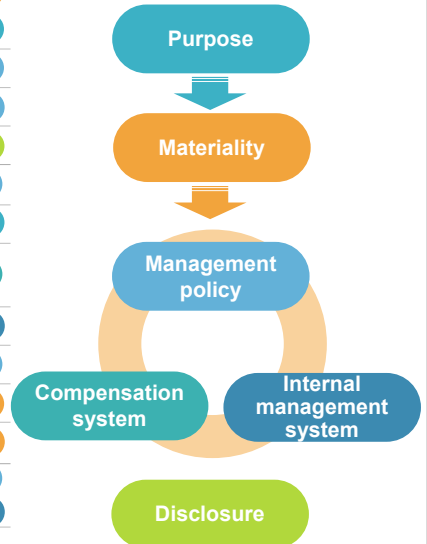 Purpose
Materiality
Management
policy
Compensation
system
Internal
management
system
Disclosure